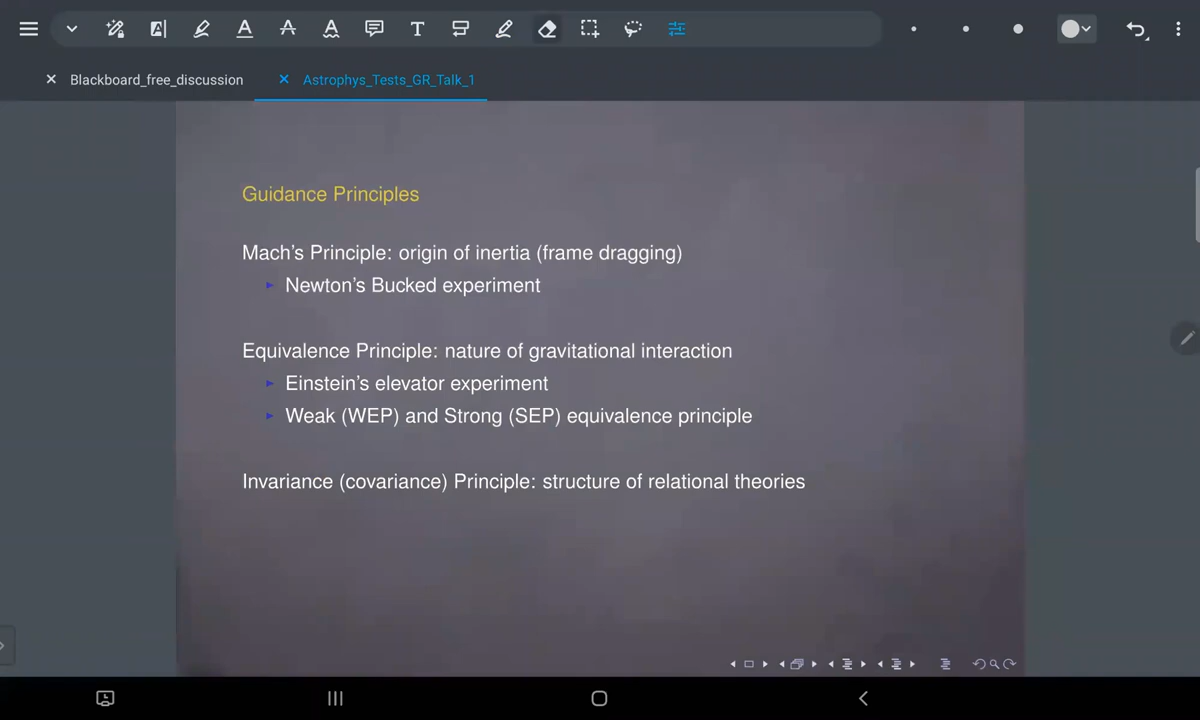 Blackboard_free_discussion
Astrophys_Tests_GR_Talk_1
Guidance Principles
Mach's Principle: origin of inertia (frame dragging)
Newton's Bucked experiment
Equivalence Principle: nature of gravitational interaction
Einstein's elevator experiment
Weak (WEP) and Strong (SEP) equivalence principle
Invariance (covariance) Principle: structure of relational theories